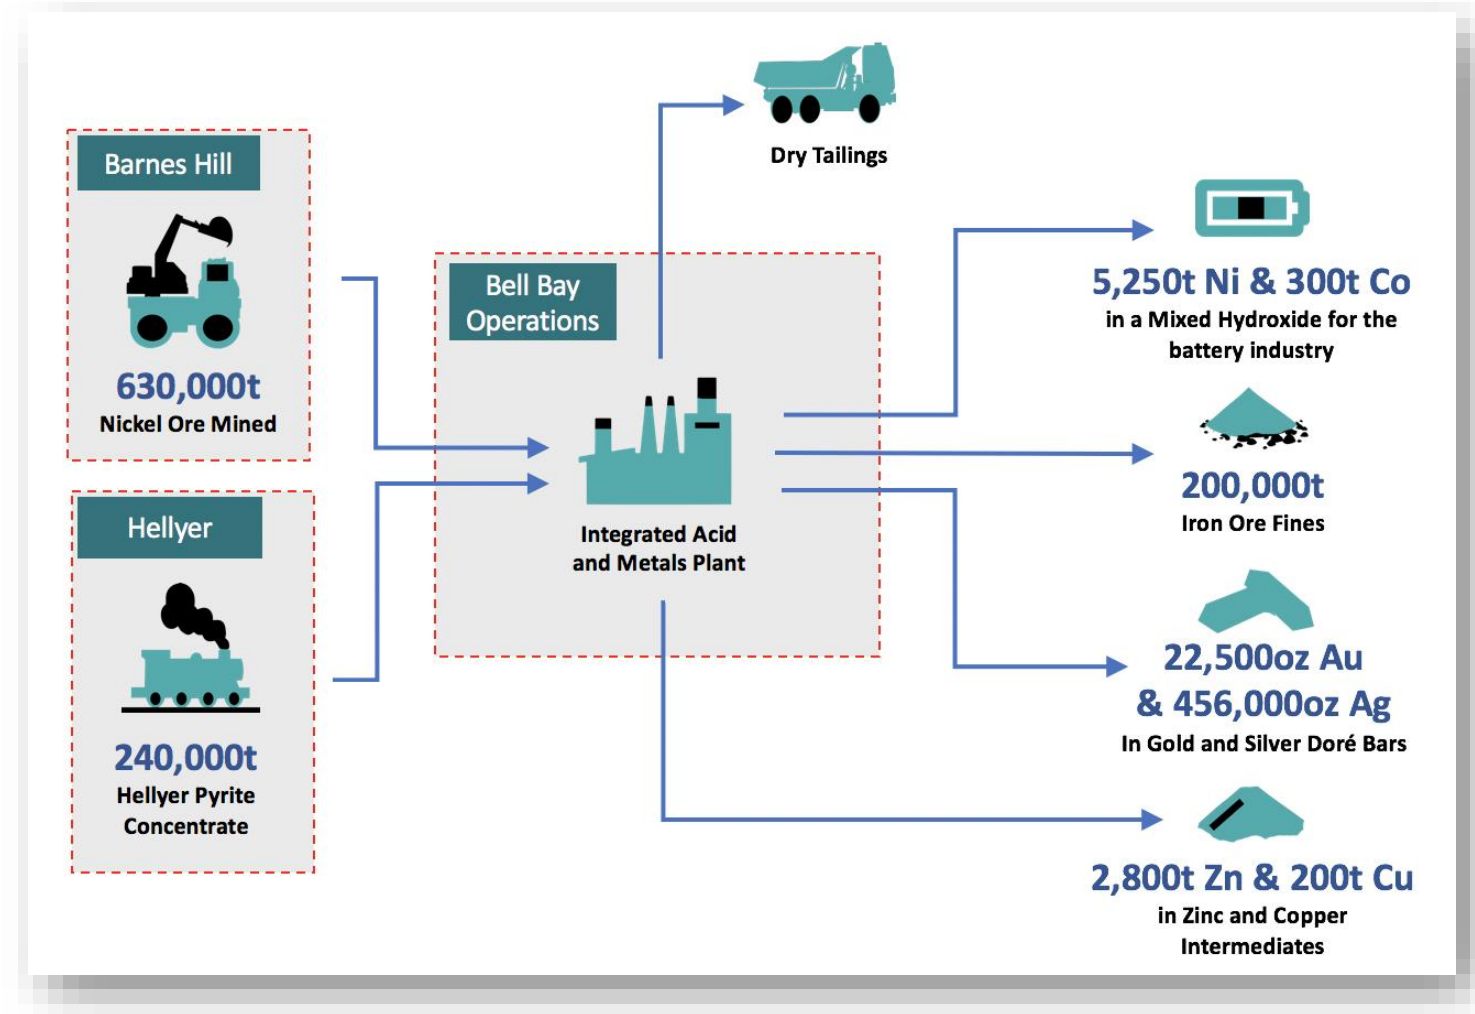 Barnes Hill
630,000t
Nickel Ore Mined
Hellyer
240,000t
Hellyer Pyrite
Concentrate
Bell Bay
Operations
Integrated Acid
and Metals Plant
Dry Tailings
5,250t Ni & 300t Co
in a Mixed Hydroxide for the
battery industry
200,000t
Iron Ore Fines
22,500oz Au
& 456,000oz Ag
In Gold and Silver Doré Bars
2,800t Zn & 200t Cu
in Zinc and Copper
Intermediates